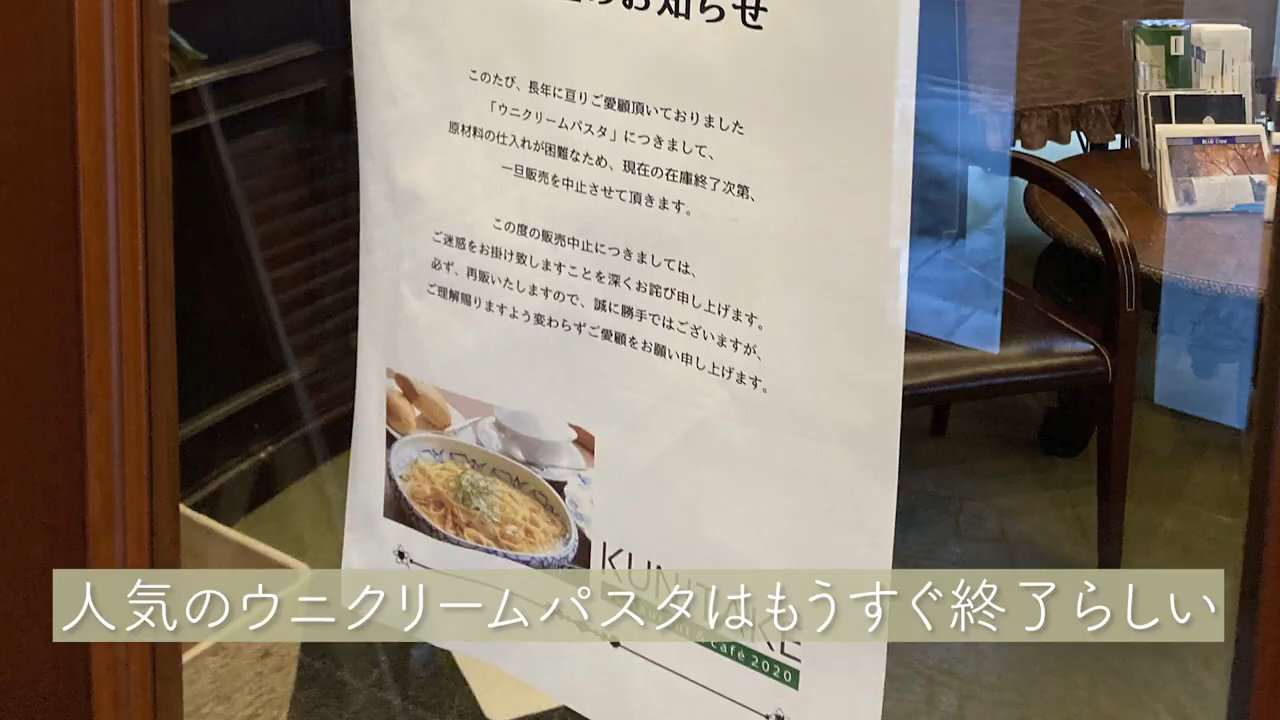 のお知らせ
このたび、長年に亘りご愛顧頂いておりました
「ウニクリームパスタ」につきまして、
原材料の仕入れが困難なため、現在の在庫終了次第、
一旦販売を中止させて頂きます。
この度の販売中止につきましては、
ご迷惑をお掛け致しますことを深くお詫び申し上げます。
必ず、再販いたしますので、誠に勝手ではございますが、
ご理解賜りますよう変わらずご愛顧をお願い申し上げます。
人気のウニクリームパスタはもうすぐ終了らしい
café 2020